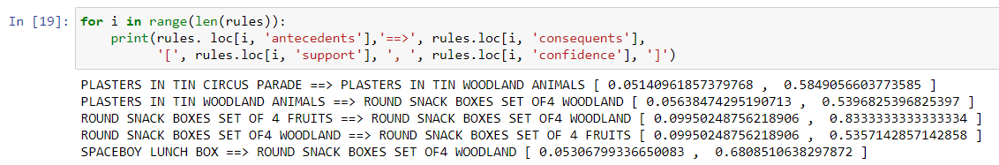 In [19]: for i in range(len(rules)):
print(rules. loc[i, 'antecedents'],'==>', rules.loc[i, 'consequents'],
'[', rules.loc[i, 'support'], ', ', rules.loc[i, 'confidence'], ']')
PLASTERS IN TIN CIRCUS PARADE ==> PLASTERS IN TIN WOODLAND ANIMALS [ 0.05140961857379768 ,  0.5849056603773585 ]
PLASTERS IN TIN WOODLAND ANIMALS ==> ROUND SNACK BOXES SET OF4 WOODLAND [ 0.05638474295190713 ,  0.5396825396825397 ]
ROUND SNACK BOXES SET OF 4 FRUITS ==> ROUND SNACK BOXES SET OF4 WOODLAND [ 0.09950248756218906 ,  0.8333333333333334 ]
ROUND SNACK BOXES SET OF4 WOODLAND ==> ROUND SNACK BOXES SET OF 4 FRUITS [ 0.09950248756218906 ,  0.5357142857142858 ]
SPACEBOY LUNCH BOX ==> ROUND SNACK BOXES SET OF4 WOODLAND [ 0.05306799336650083 ,  0.6808510638297872 ]